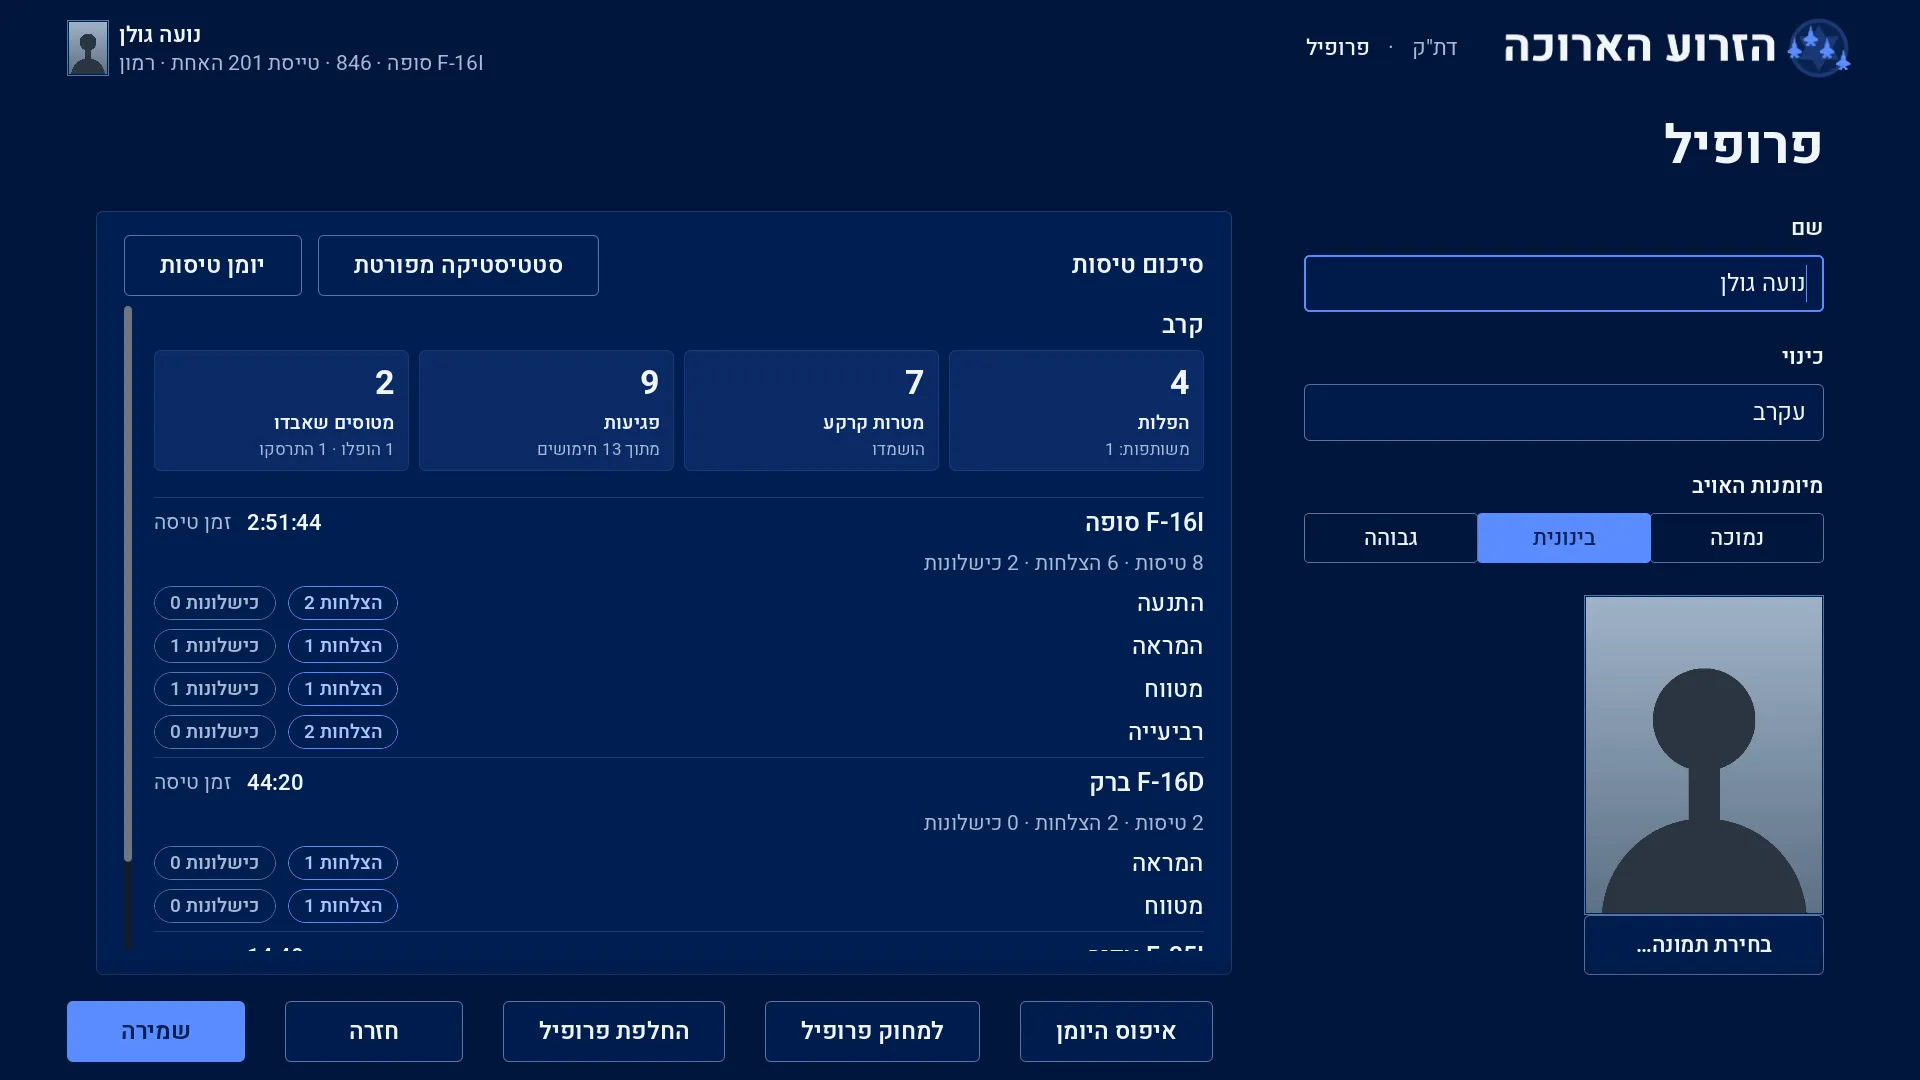 הזרוע הארוכה
דת"ק · פרופיל
נועה גולן
F-16I סופה · 846 · טייסת 201 האחת · רמון
פרופיל
שם
נועה גולן
כינוי
עקרב
מיומנות האויב
נמוכה
בינונית
גבוהה
בחירת תמונה...
סיכום טיסות
סטטיסטיקה מפורטת
יומן טיסות
קרב
4
הפלות
משותפות: 1
7
מטרות קרקע
הושמדו
9
פגיעות
מתוך 13 חימושים
2
מטוסים שאבדו
1 הופלו · 1 התרסקו
F-16I סופה
2:51:44 זמן טיסה
8 טיסות · 6 הצלחות · 2 כישלונות
התנעה
הצלחות 2
כישלונות 0
המראה
הצלחות 1
כישלונות 1
מטווח
הצלחות 1
כישלונות 1
רביעייה
הצלחות 2
כישלונות 0
F-16D ברק
44:20 זמן טיסה
2 טיסות · 2 הצלחות · 0 כישלונות
המראה
הצלחות 1
כישלונות 0
מטווח
הצלחות 1
כישלונות 0
איפוס היומן
למחוק פרופיל
החלפת פרופיל
חזרה
שמירה